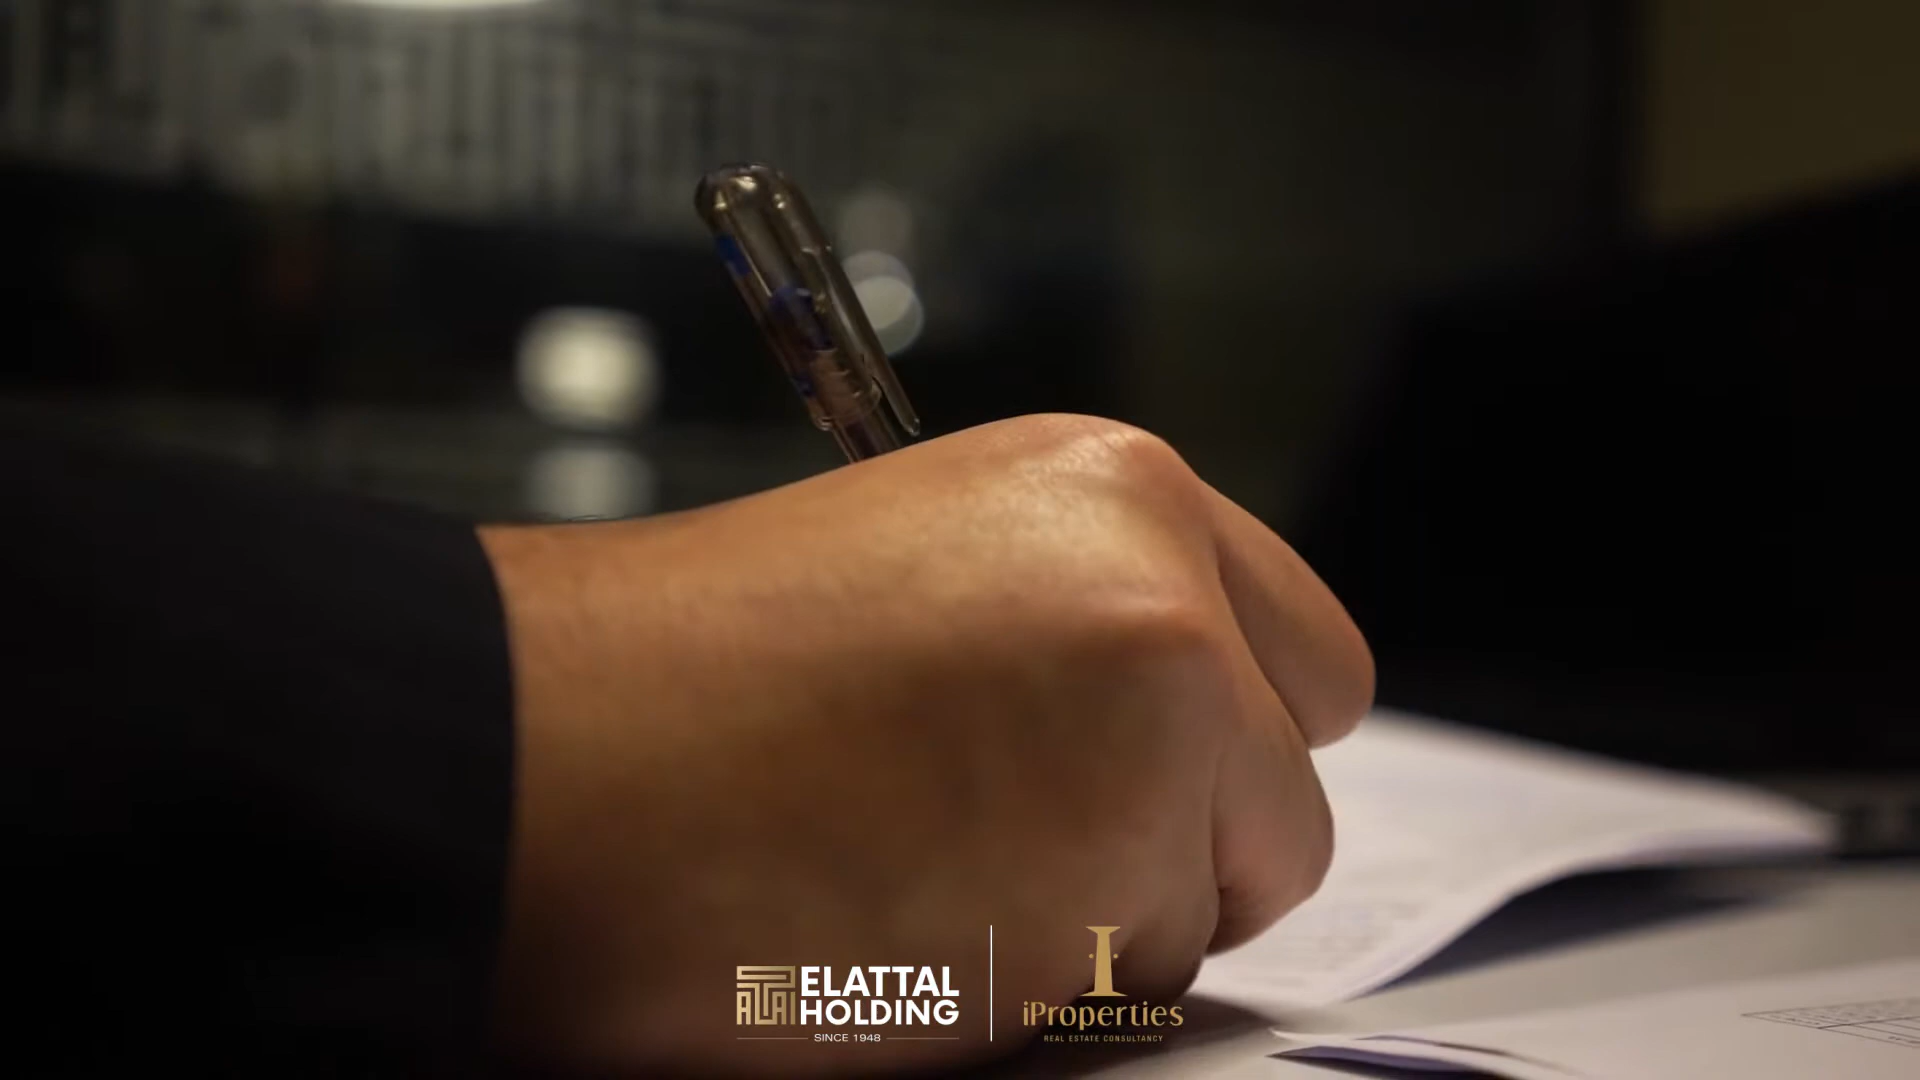 ELATTAL
HOLDING
SINCE 1948
iProperties
REAL ESTATE CONSULTANCY